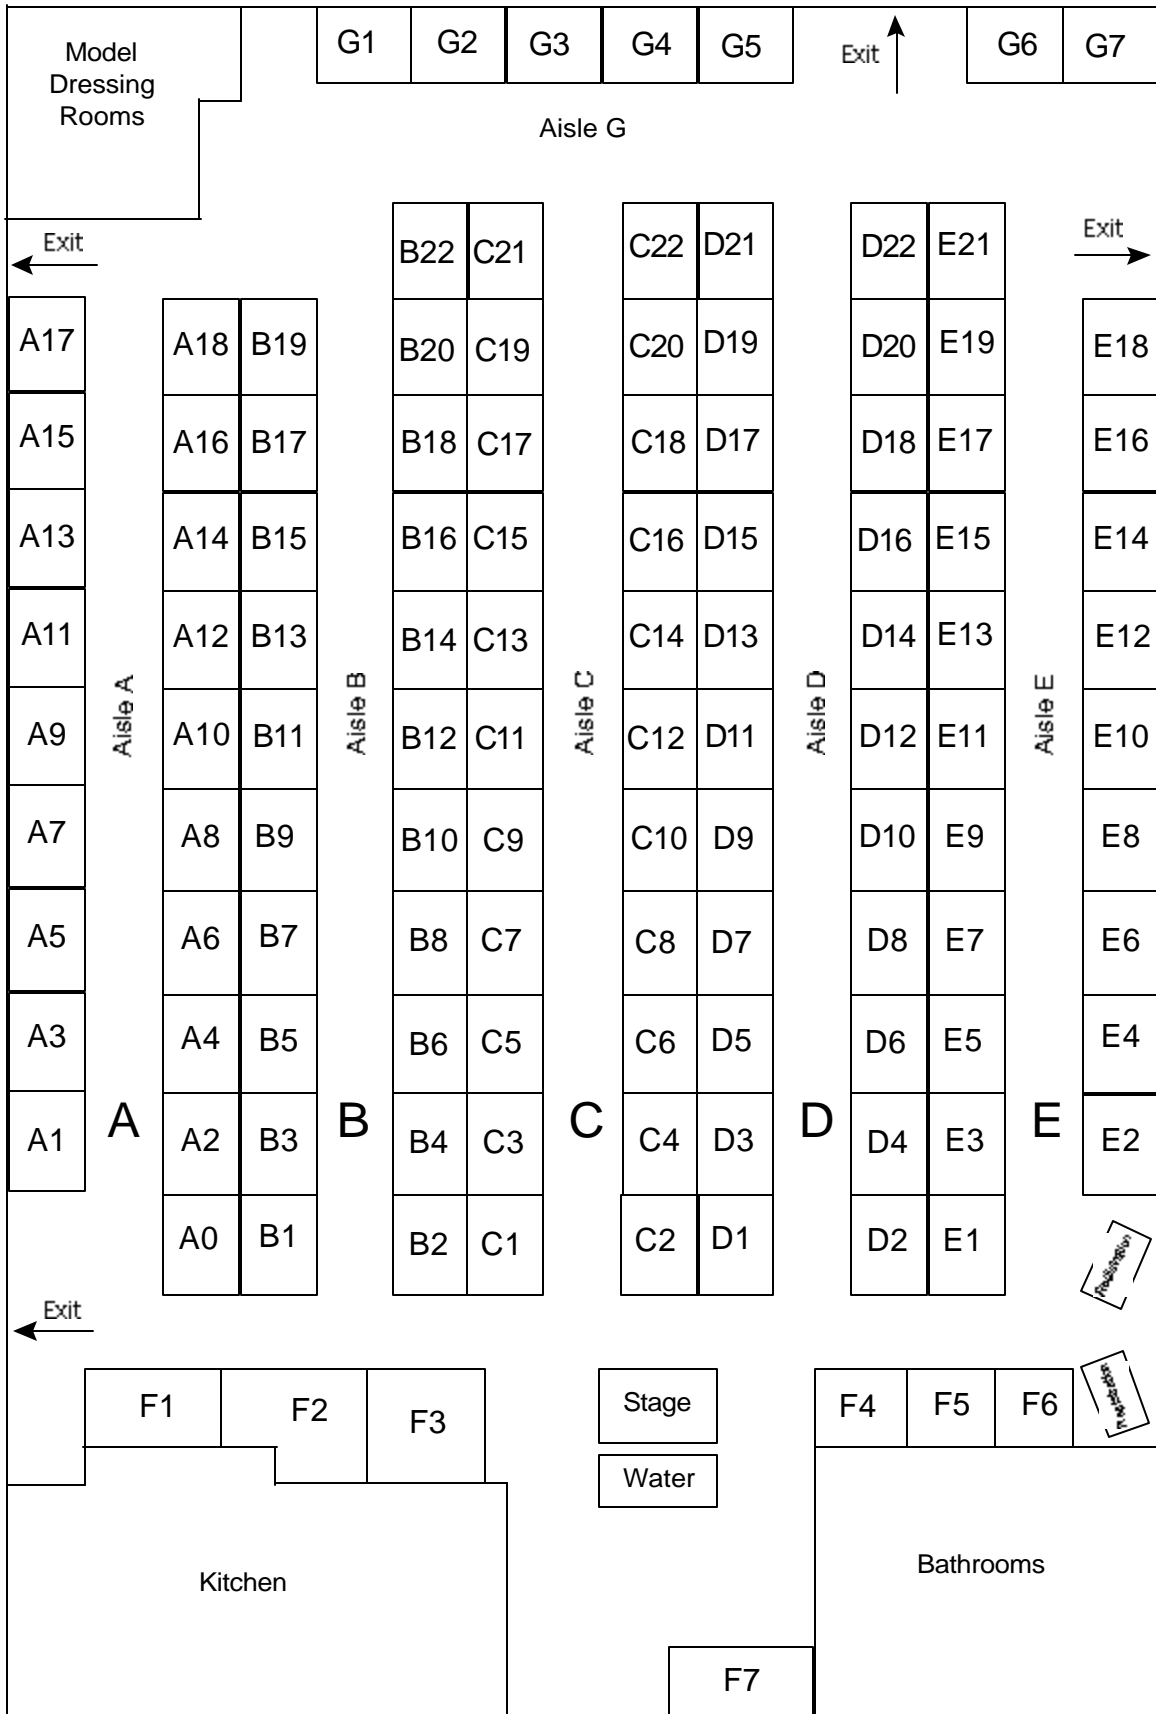 G1 G2 G3 G4 G5 Exit G6 G7
Model
Dressing
Rooms
Aisle G
Exit
Exit
B22 C21 C22 D21 D22 E21
A17 A18 B19 B20 C19 C20 D19 D20 E19 E18
A15 A16 B17 B18 C17 C18 D17 D18 E17 E16
A13 A14 B15 B16 C15 C16 D15 D16 E15 E14
A11 A12 B13 B14 C13 C14 D13 D14 E13 E12
Aisle A Aisle B Aisle C Aisle D Aisle E
A9 A10 B11 B12 C11 C12 D11 D12 E11 E10
A7 A8 B9 B10 C9 C10 D9 D10 E9 E8
A5 A6 B7 B8 C7 C8 D7 D8 E7 E6
A3 A4 B5 B6 C5 C6 D5 D6 E5 E4
A B C D E
A1 A2 B3 B4 C3 C4 D3 D4 E3 E2
A0 B1 B2 C1 C2 D1 D2 E1
Registration
Exit
F1 F2 F3 Stage F4 F5 F6
Registration
Water
Kitchen
Bathrooms
F7